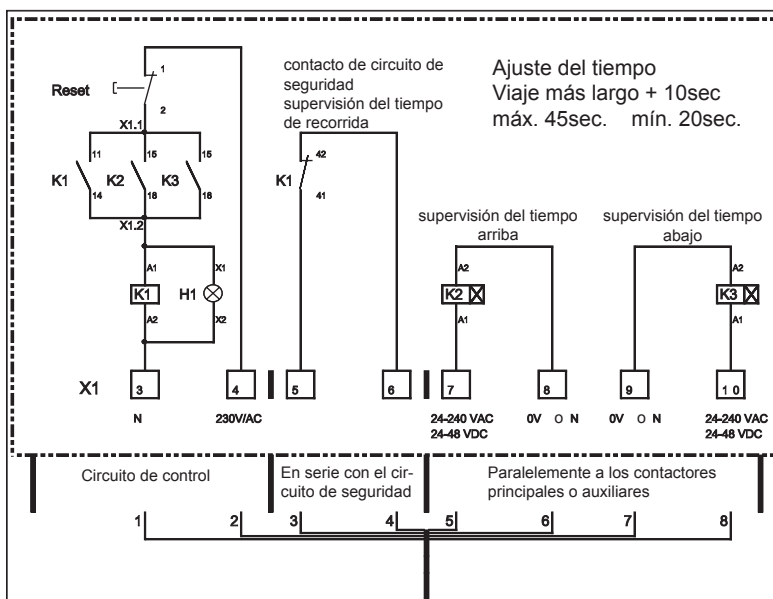 contacto de circuito de
seguridad
supervisión del tiempo
de recorrida
Ajuste del tiempo
Viaje más largo + 10sec
máx. 45sec. mín. 20sec.
Reset
1
2
X1.1
11
15
15
K1
K2
K3
14
18
18
X1.2
42
K1
41
supervisión del tiempo
arriba
supervisión del tiempo
abajo
A1
X1
K1
H1
A2
X2
A2
K2
A1
A2
K3
A1
X1
3
4
5
6
7
8
9
1 0
N
230V/AC
24-240 VAC
24-48 VDC
0V O N
0V O N
24-240 VAC
24-48 VDC
Circuito de control
En serie con el cir-
cuito de seguridad
Paralelemente a los contactores
principales o auxiliares
1
2
3
4
5
6
7
8